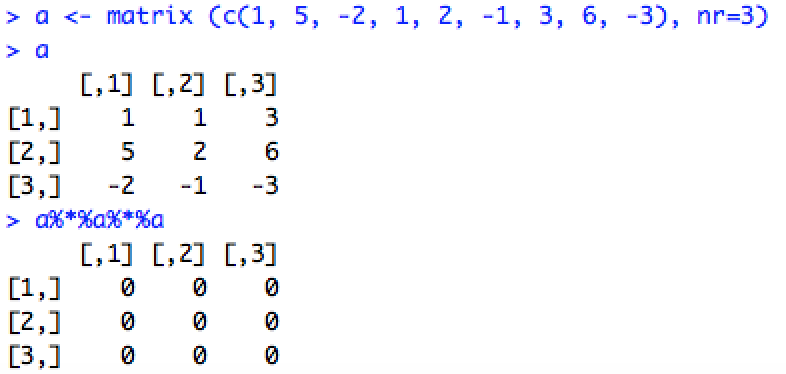 > a <- matrix (c(1, 5, -2, 1, 2, -1, 3, 6, -3), nr=3)
> a
     [,1] [,2] [,3]
[1,]    1    1    3
[2,]    5    2    6
[3,]   -2   -1   -3
> a%*%a%*%a
     [,1] [,2] [,3]
[1,]    0    0    0
[2,]    0    0    0
[3,]    0    0    0